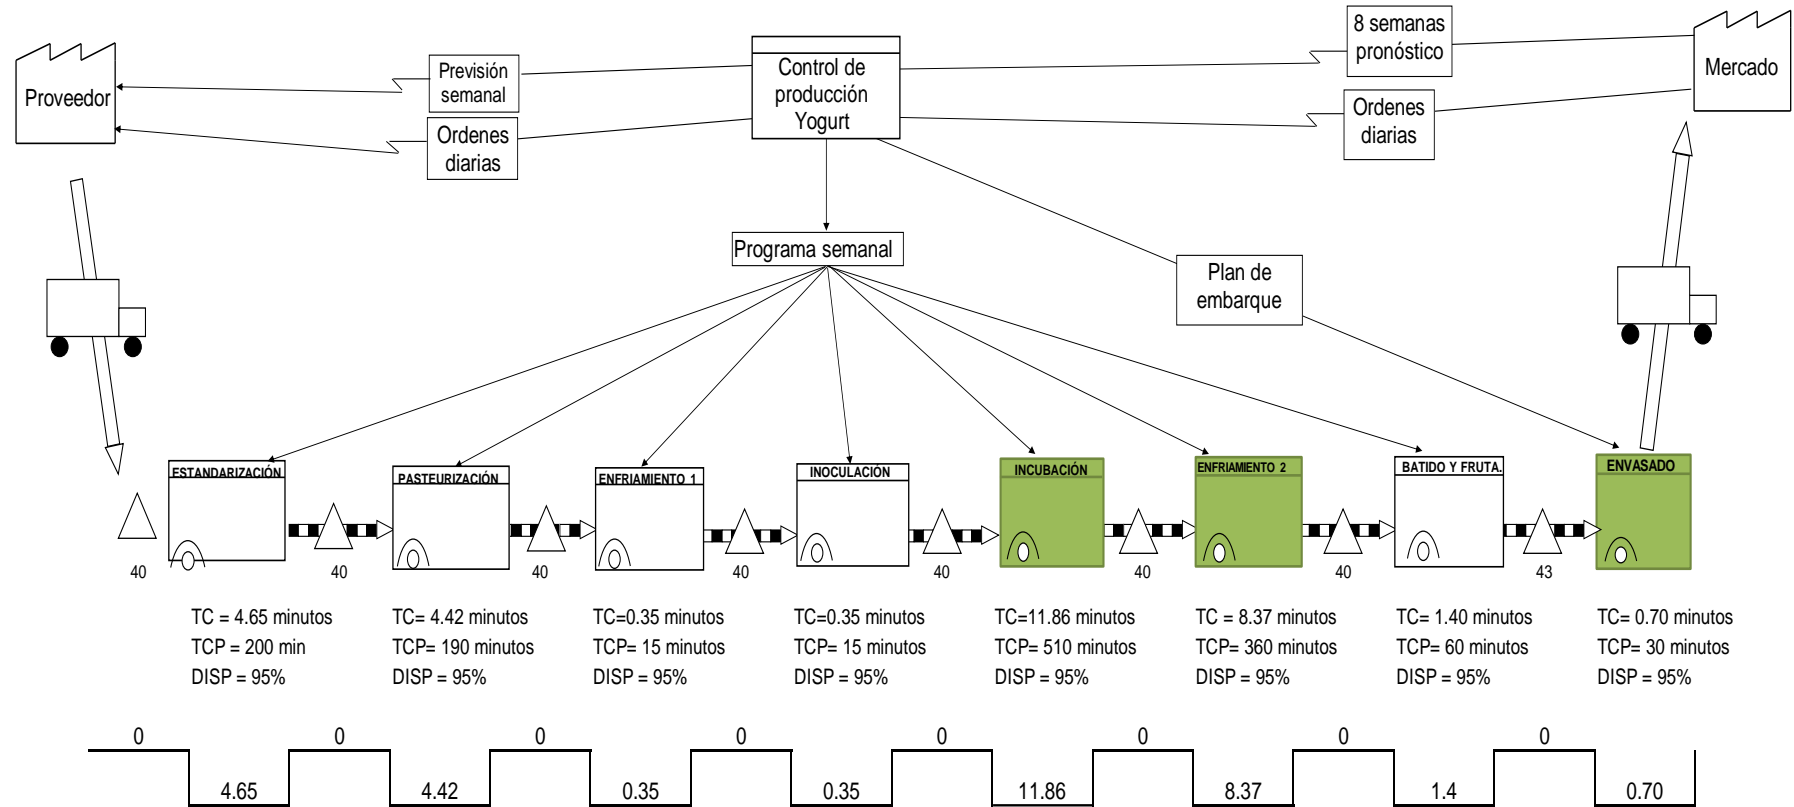 Proveedor
Previsión
semanal
Ordenes
diarias
Control de
producción
Yogurt
8 semanas
pronóstico
Ordenes
diarias
Mercado
Programa semanal
Plan de
embarque
ESTANDARIZACIÓN
PASTEURIZACIÓN
ENFRIAMIENTO 1
INOCULACIÓN
INCUBACIÓN
ENFRIAMIENTO 2
BATIDO Y FRUTA.
ENVASADO
40
40
40
40
40
40
40
43
TC = 4.65 minutos
TCP = 200 min
DISP = 95%
TC= 4.42 minutos
TCP= 190 minutos
DISP = 95%
TC=0.35 minutos
TCP= 15 minutos
DISP = 95%
TC=0.35 minutos
TCP= 15 minutos
DISP = 95%
TC=11.86 minutos
TCP= 510 minutos
DISP = 95%
TC = 8.37 minutos
TCP= 360 minutos
DISP = 95%
TC= 1.40 minutos
TCP= 60 minutos
DISP = 95%
TC= 0.70 minutos
TCP= 30 minutos
DISP = 95%
0
0
0
0
0
0
0
0
4.65
4.42
0.35
0.35
11.86
8.37
1.4
0.70